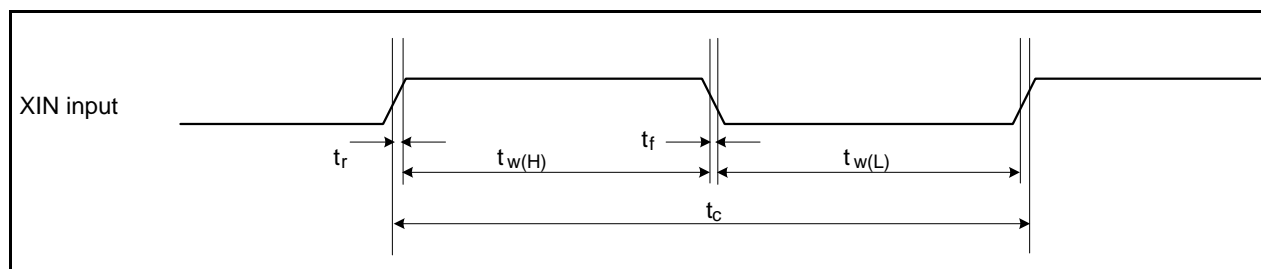 XIN input
tr
tw(H)
tf
tw(L)
tc